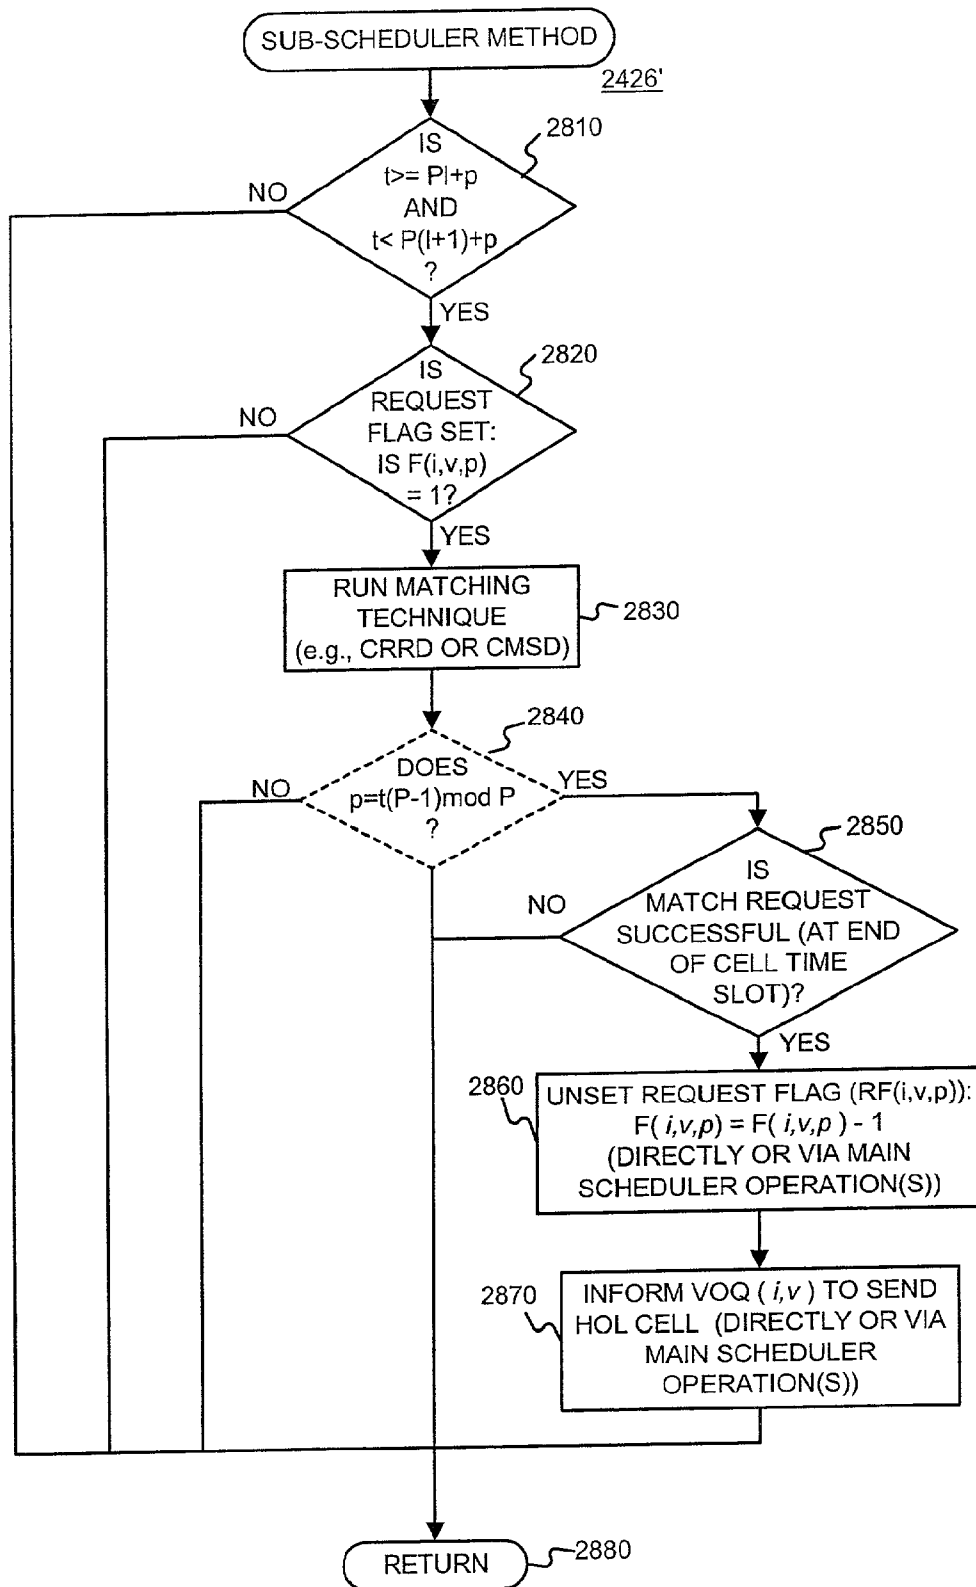 SUB-SCHEDULER METHOD
2426'
2810
IS
t>= Pl+p
AND
t< P(l+1)+p
?
NO
YES
2820
IS
REQUEST
FLAG SET:
IS F(i,v,p)
= 1?
NO
YES
RUN MATCHING
TECHNIQUE
(e.g., CRRD OR CMSD)
2830
2840
DOES
p=t(P-1)mod P
?
NO
YES
2850
IS
MATCH REQUEST
SUCCESSFUL (AT END
OF CELL TIME
SLOT)?
NO
YES
2860
UNSET REQUEST FLAG (RF(i,v,p)):
F( i,v,p) = F( i,v,p ) - 1
(DIRECTLY OR VIA MAIN
SCHEDULER OPERATION(S))
2870
INFORM VOQ ( i,v ) TO SEND
HOL CELL (DIRECTLY OR VIA
MAIN SCHEDULER
OPERATION(S))
RETURN
2880